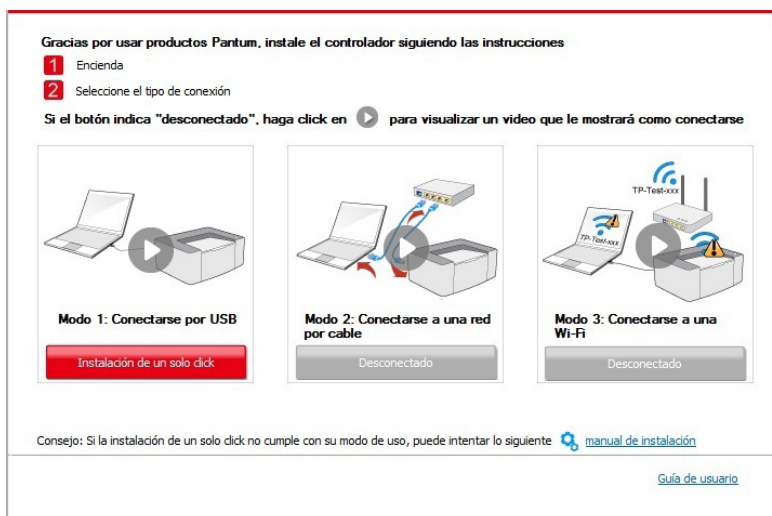 Gracias por usar productos Pantum, instale el controlador siguiendo las instrucciones
1 Encienda
2 Seleccione el tipo de conexión
Si el botón indica "desconectado", haga click en para visualizar un video que le mostrará como conectarse
TP-Test-xxx
TP-Test-xxx
Modo 1: Conectarse por USB
Instalación de un solo click
Modo 2: Conectarse a una red
por cable
Desconectado
Modo 3: Conectarse a una
Wi-Fi
Desconectado
Consejo: Si la instalación de un solo click no cumple con su modo de uso, puede intentar lo siguiente manual de instalación
Guía de usuario